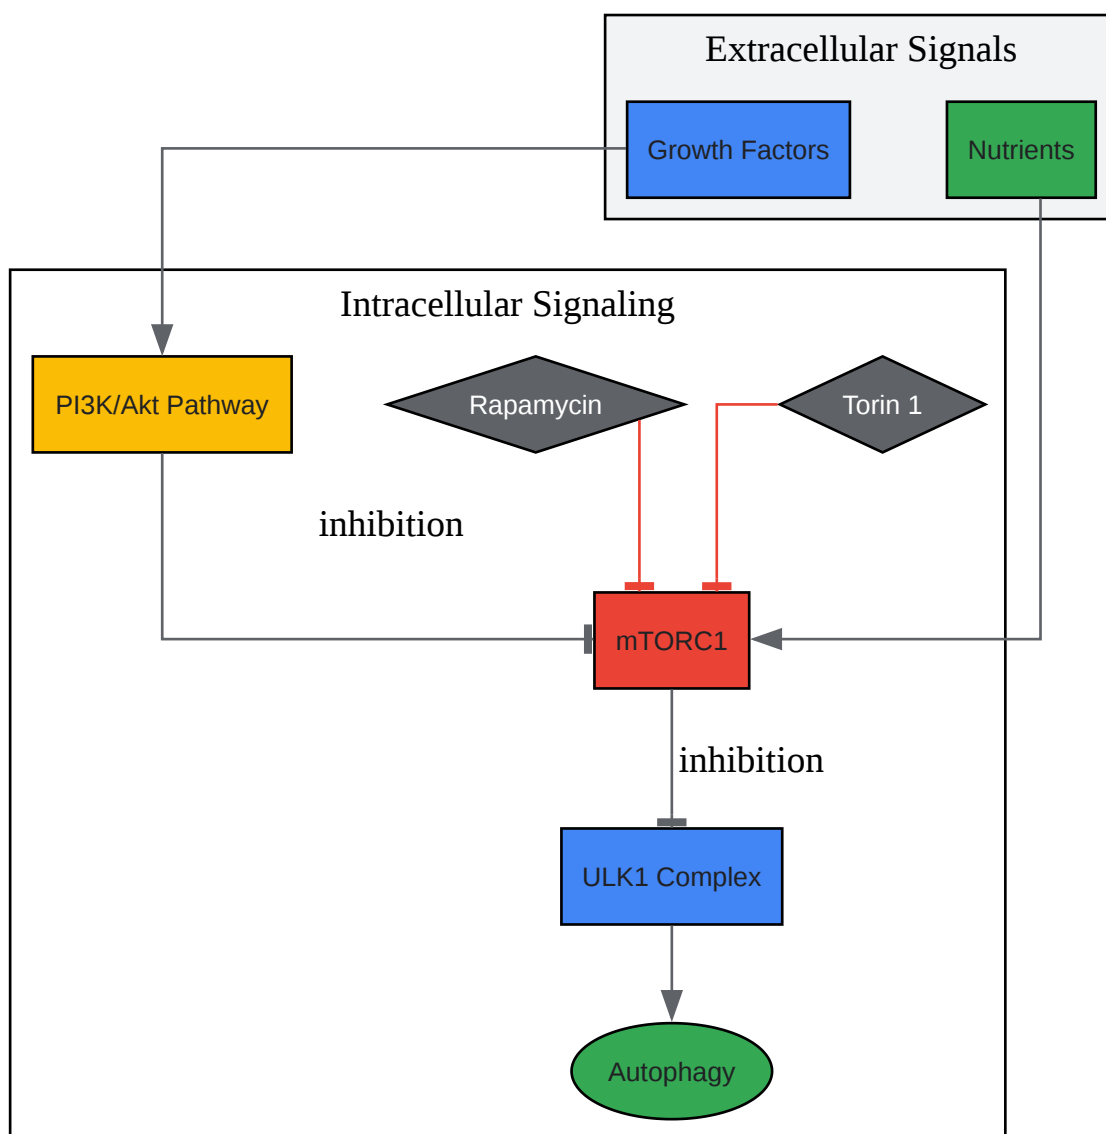 Extracellular Signals
Growth Factors
Nutrients
Intracellular Signaling
PI3K/Akt Pathway
Rapamycin
Torin 1
inhibition
mTORC1
inhibition
ULK1 Complex
Autophagy